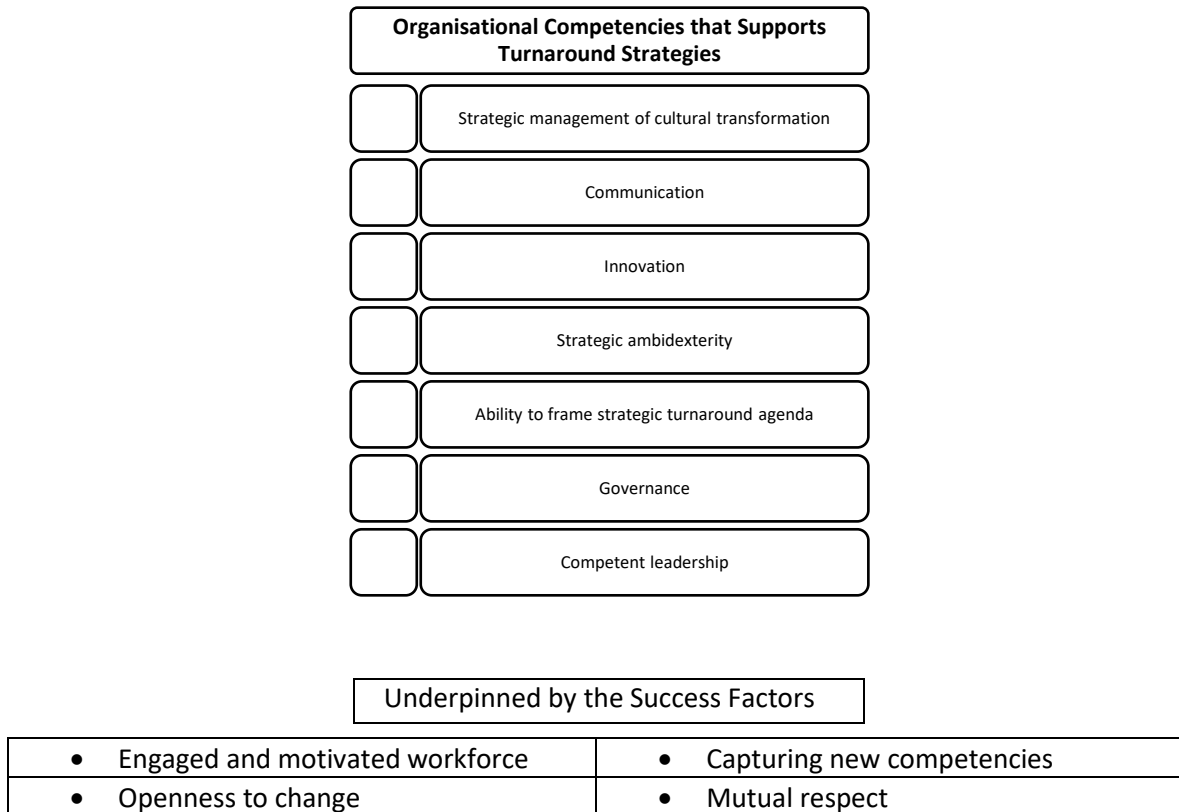 Organisational Competencies that Supports
Turnaround Strategies
Strategic management of cultural transformation
Communication
Innovation
Strategic ambidexterity
Ability to frame strategic turnaround agenda
Governance
Competent leadership
Underpinned by the Success Factors
• Engaged and motivated workforce
• Capturing new competencies
• Openness to change
• Mutual respect